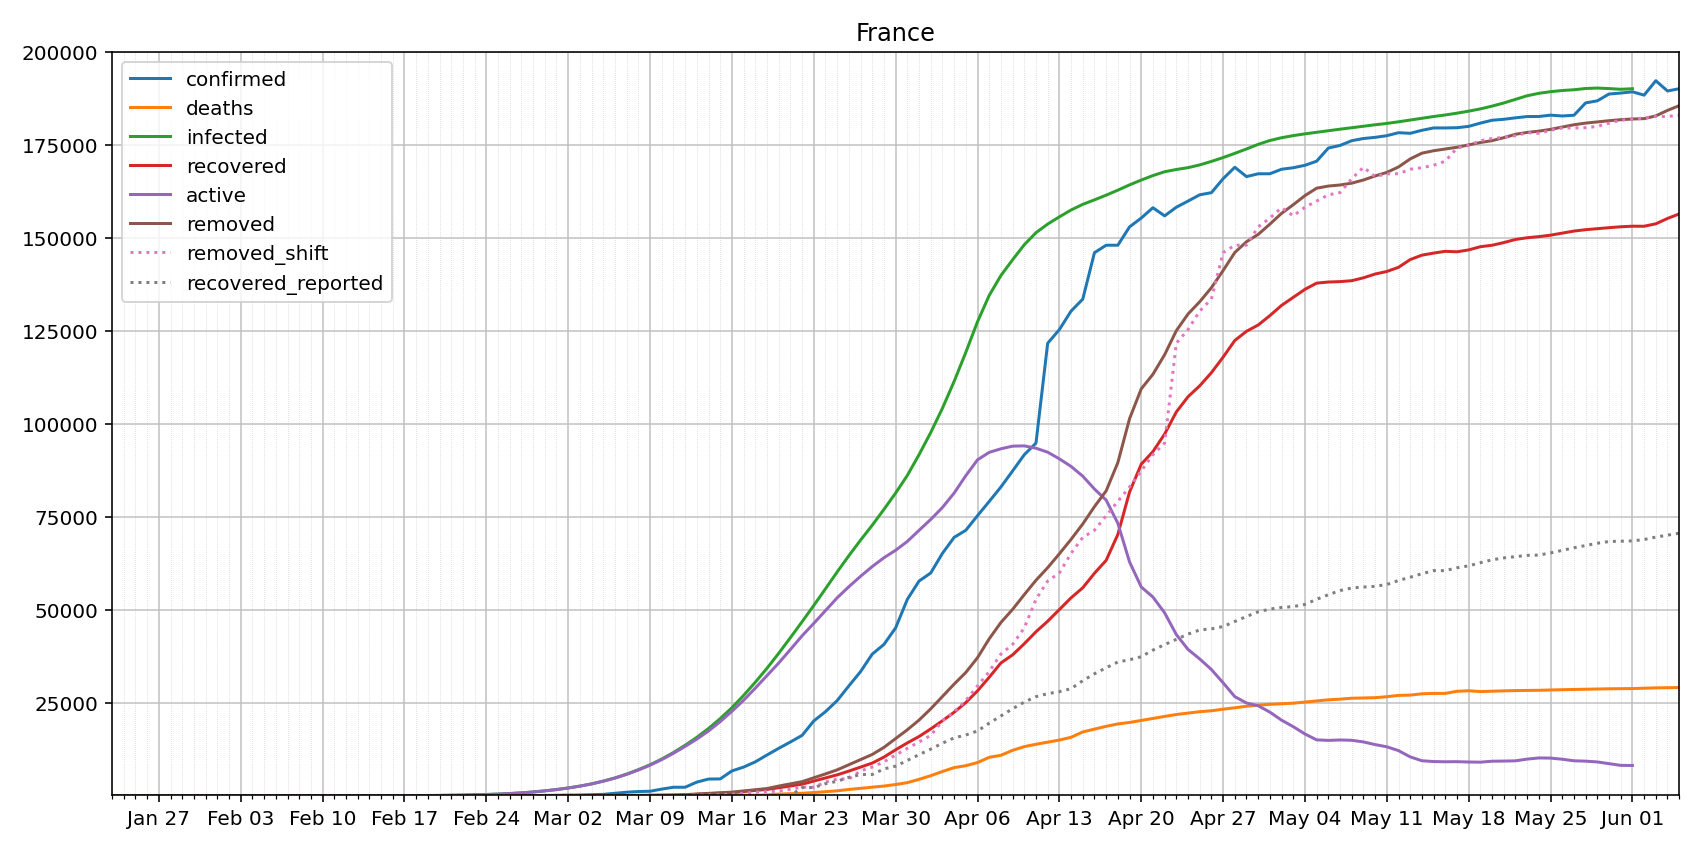 France
200000
175000
150000
125000
100000
75000
50000
25000
confirmed
deaths
infected
recovered
active
removed
removed_shift
recovered_reported
Jan 27 Feb 03 Feb 10 Feb 17 Feb 24 Mar 02 Mar 09 Mar 16 Mar 23 Mar 30 Apr 06 Apr 13 Apr 20 Apr 27 May 04 May 11 May 18 May 25 Jun 01